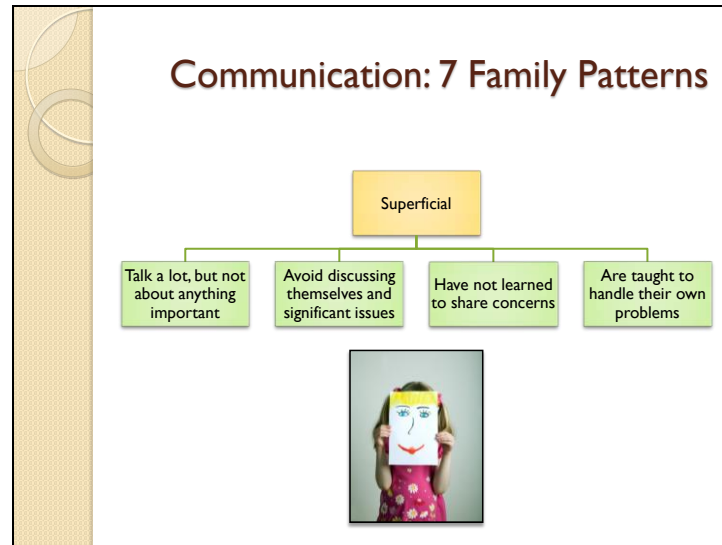 Communication: 7 Family Patterns
Superficial
Talk a lot, but not
about anything
important
Avoid discussing
themselves and
significant issues
Have not learned
to share concerns
Are taught to
handle their own
problems